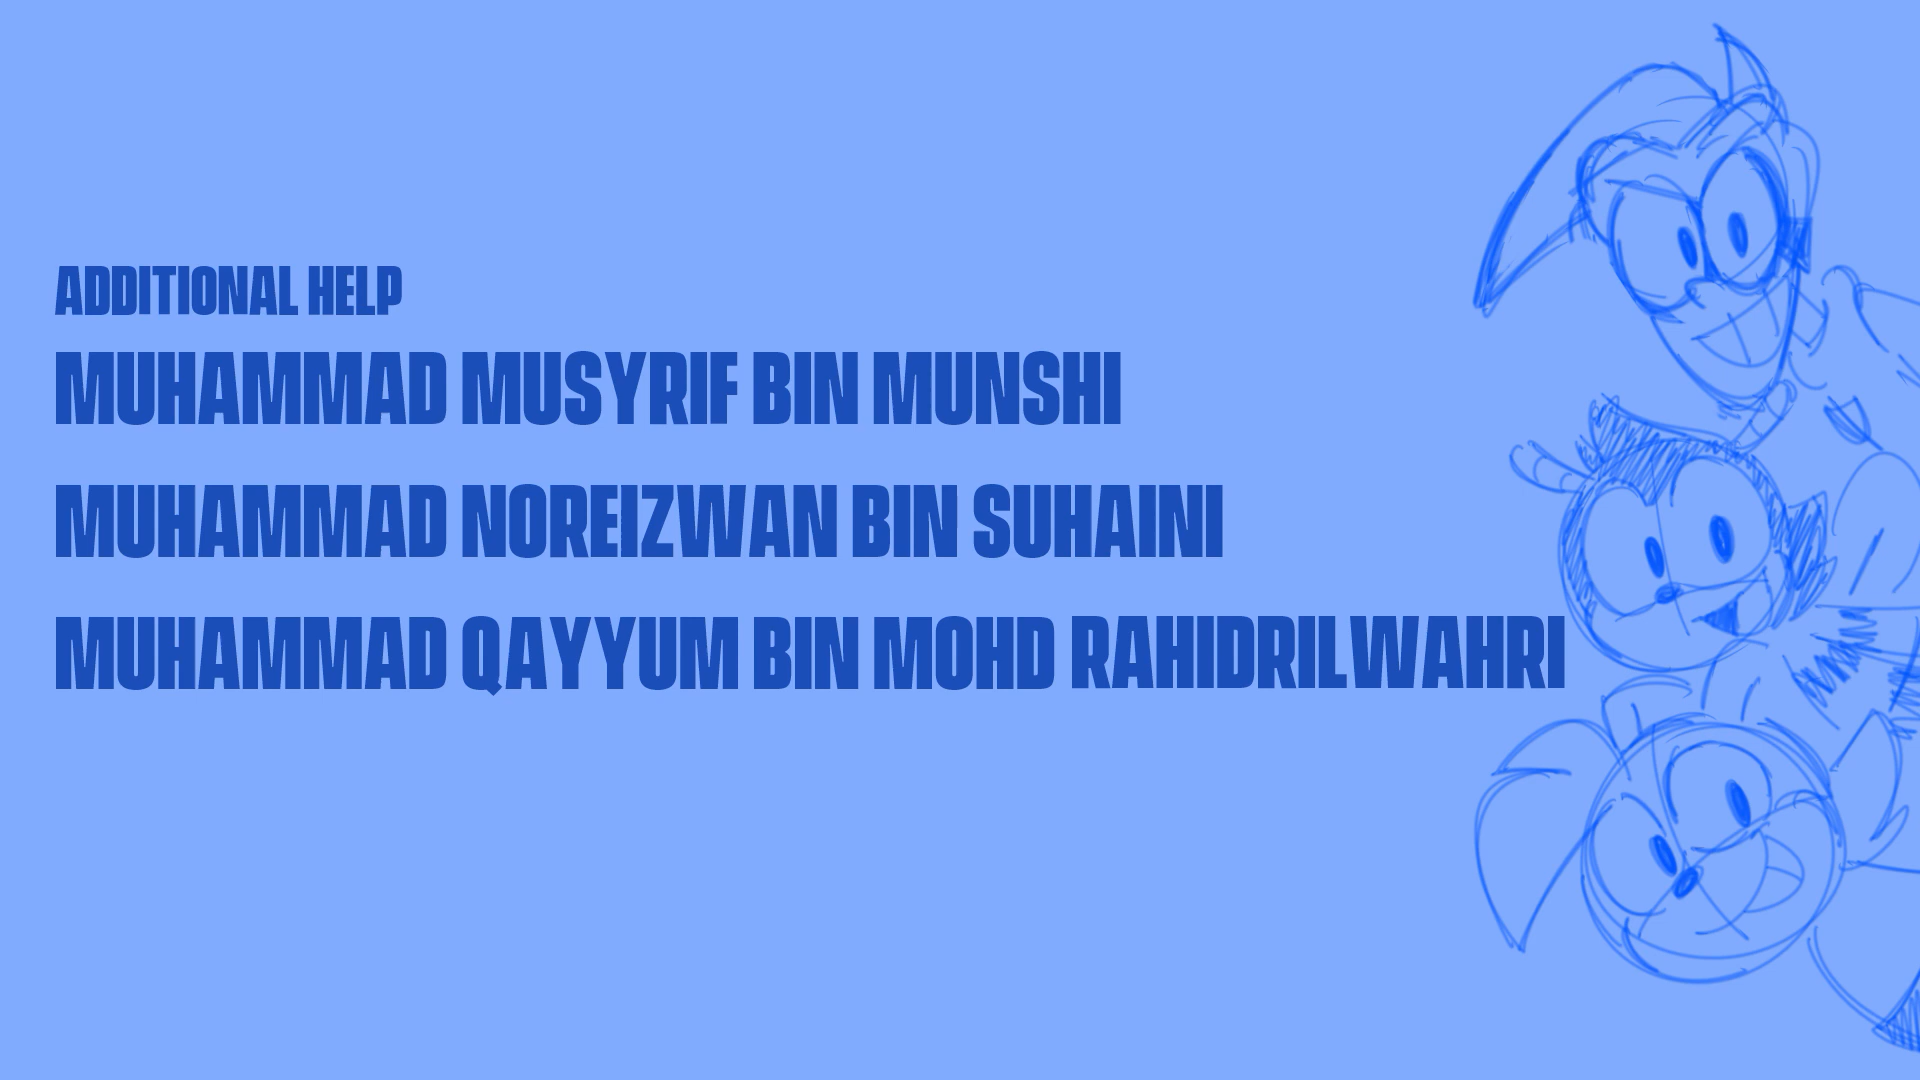 ADDITIONAL HELP
MUHAMMAD MUSYRIF BIN MUNSHI
MUHAMMAD NOREIZWAN BIN SUHAINI
MUHAMMAD QAYYUM BIN MOHD RAHIDRILWAHRI